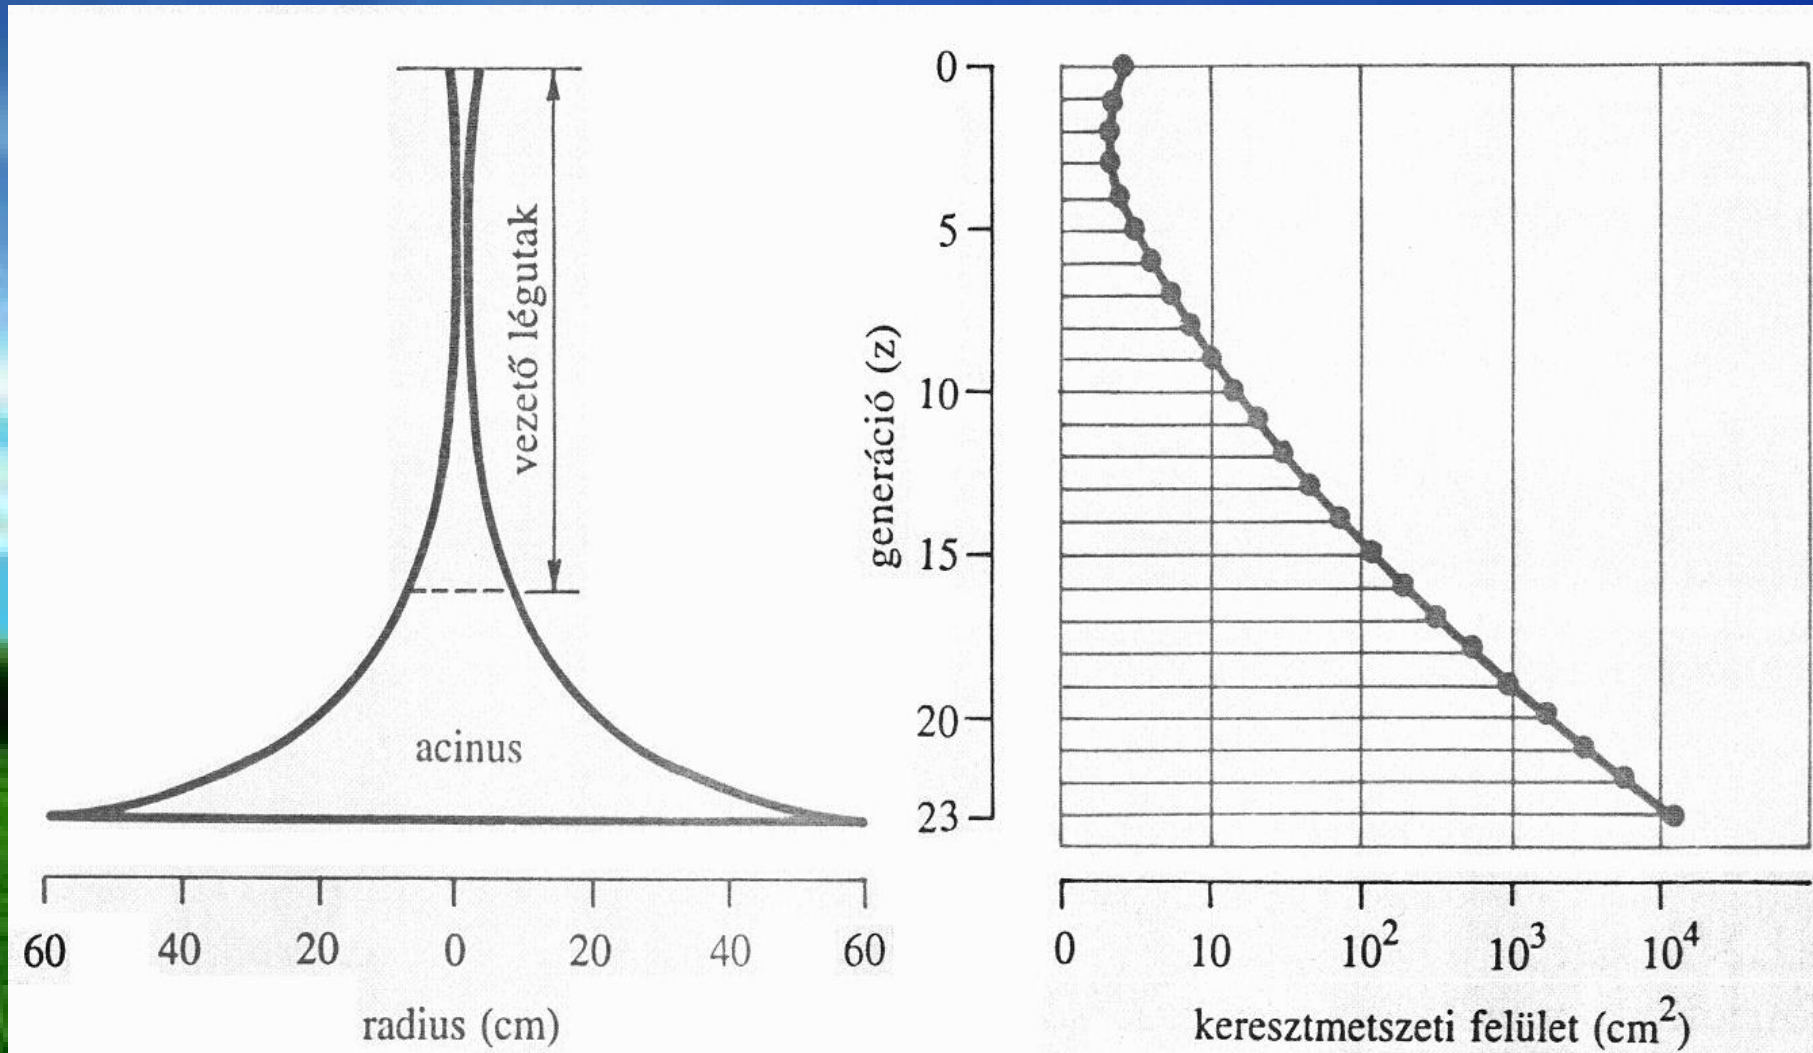 vezető légutak
acinus
60 40 20 0 20 40 60
radius (cm)
generáció (z)
0
5
10
15
20
23
0 10 10² 10³ 10⁴
keresztmetszeti felület (cm²)